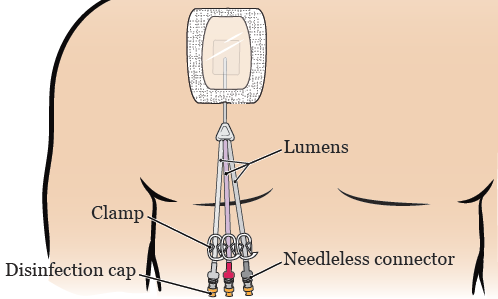 Lumens
Clamp
Needleless connector
Disinfection cap